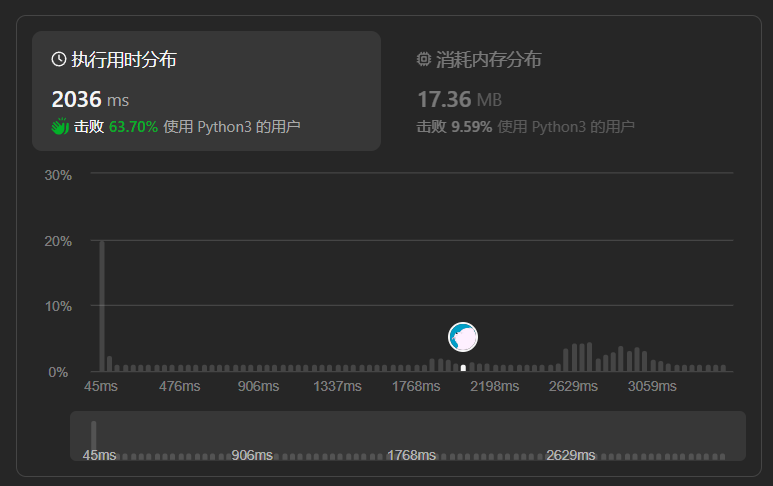 执行用时分布
2036 ms
击败 63.70% 使用 Python3 的用户
消耗内存分布
17.36 MB
击败 9.59% 使用 Python3 的用户
30%
20%
10%
0%
45ms 476ms 906ms 1337ms 1768ms 2198ms 2629ms 3059ms
45ms 906ms 1768ms 2629ms